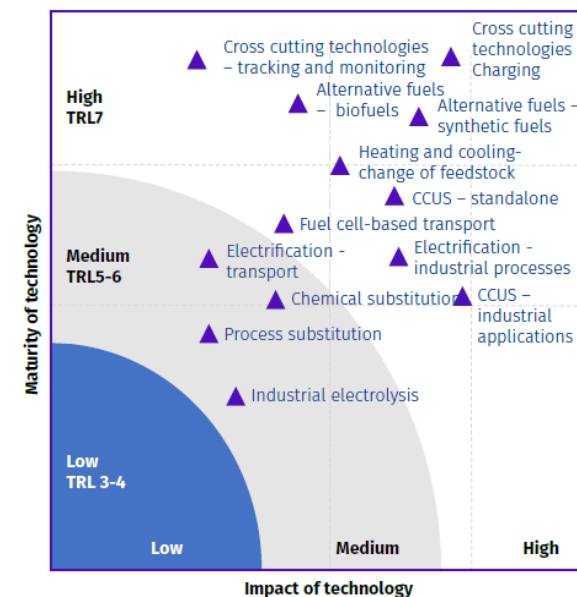 Cross cutting technologies
– tracking and monitoring
Cross cutting
technologies
Charging
High
TRL7
Alternative fuels
– biofuels
Alternative fuels –
synthetic fuels
Heating and cooling-
change of feedstock
CCUS – standalone
Fuel cell-based transport
Medium
TRL5-6
Electrification -
transport
Electrification -
industrial processes
Chemical substitution
CCUS –
industrial
applications
Process substitution
Industrial electrolysis
Low
TRL 3-4
Low
Medium
High
Maturity of technology
Impact of technology